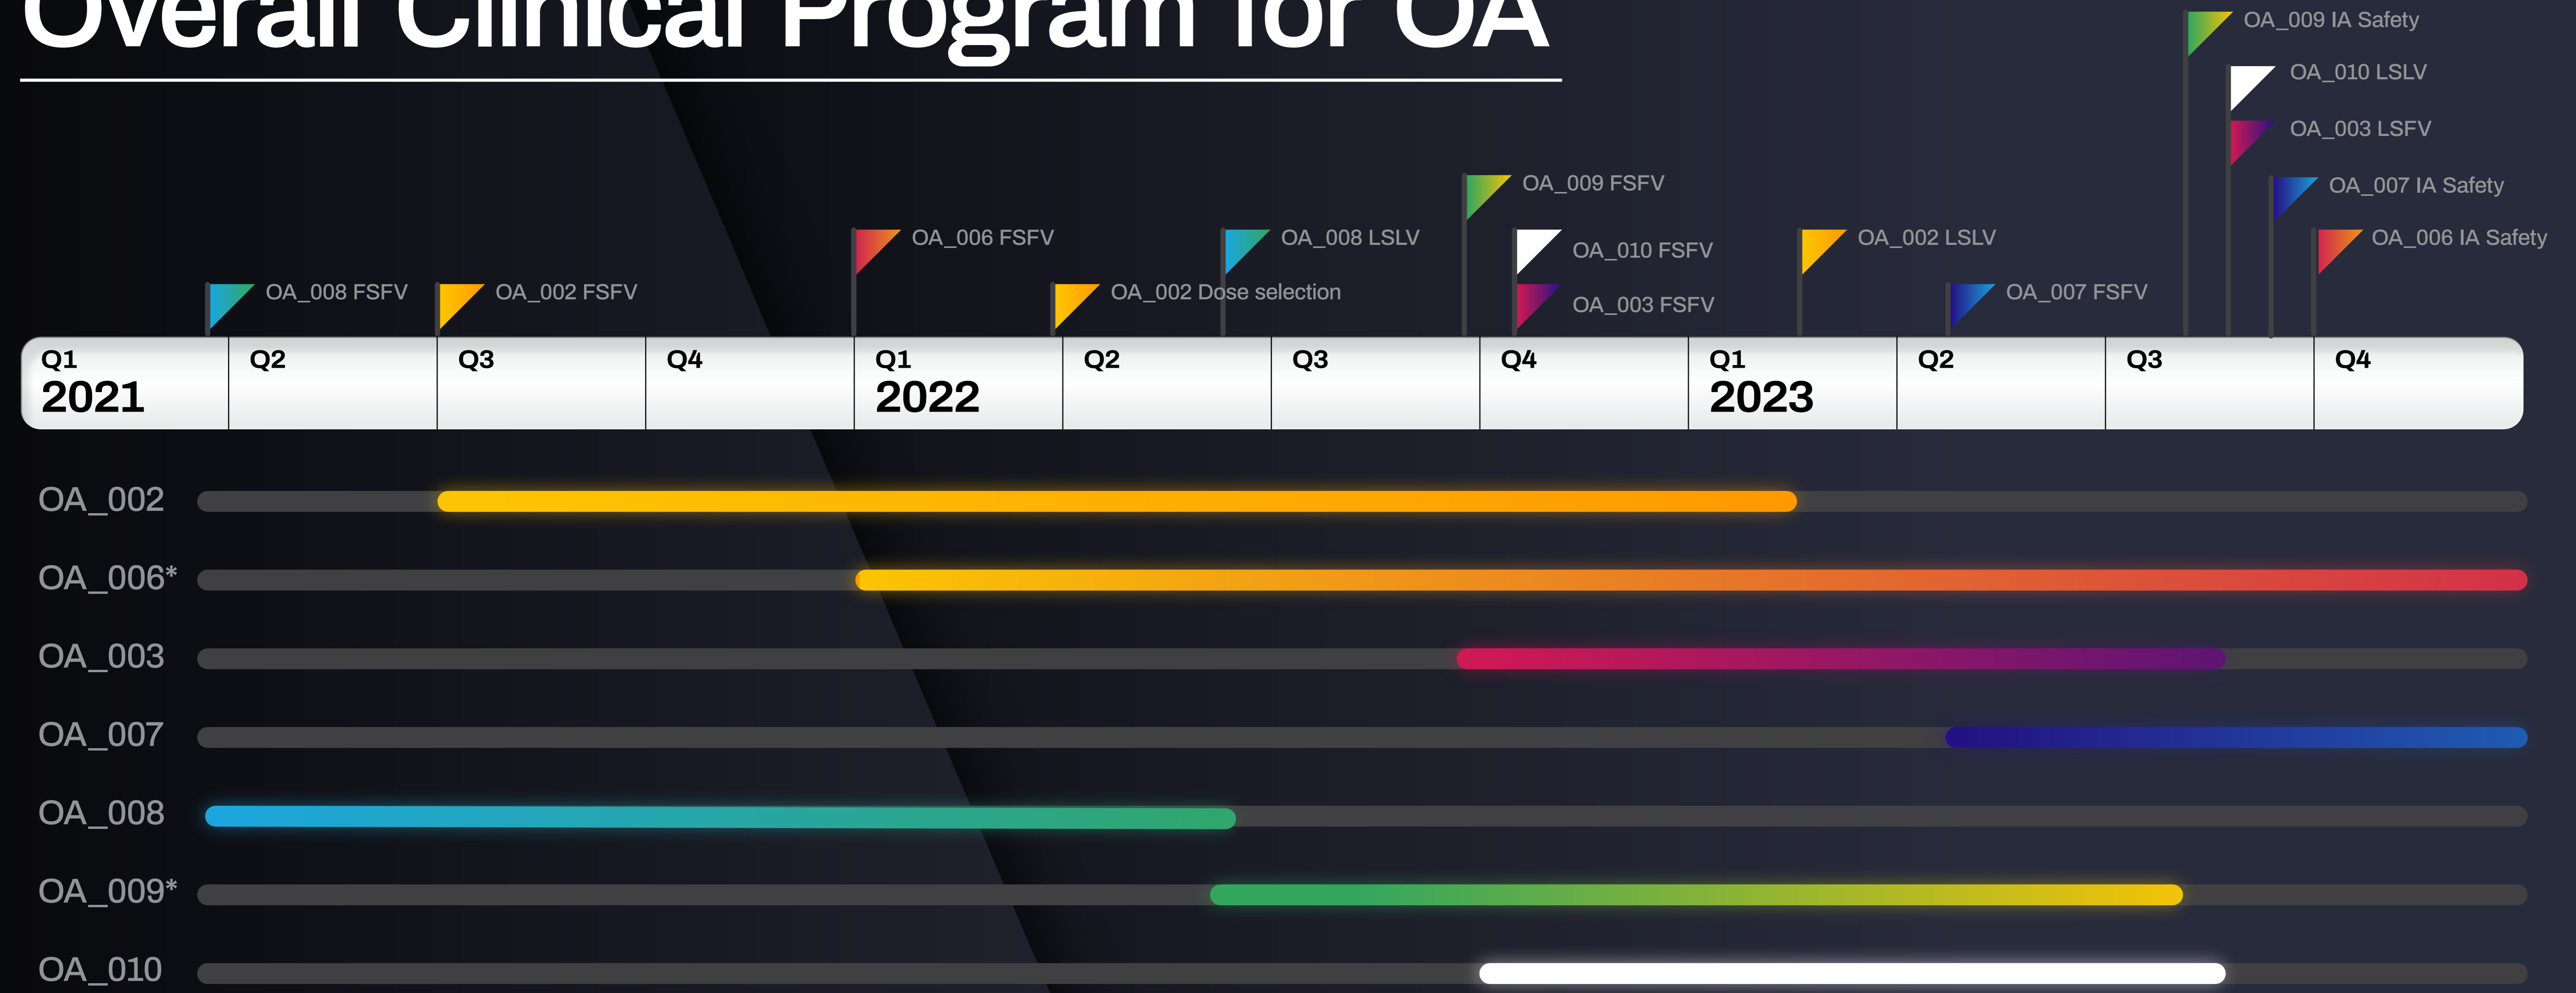 Overall Clinical Program for OA
OA_009 IA Safety
OA_010 LSLV
OA_003 LSFV
OA_007 IA Safety
OA_006 IA Safety
OA_009 FSFV
OA_010 FSFV
OA_003 FSFV
OA_002 LSLV
OA_007 FSFV
OA_006 FSFV
OA_008 LSLV
OA_008 FSFV
OA_002 FSFV
OA_002 Dose selection
Q1 Q2 Q3 Q4 Q1 Q2 Q3 Q4 Q1 Q2 Q3 Q4
2021 2022 2023
OA_002
OA_006*
OA_003
OA_007
OA_008
OA_009*
OA_010